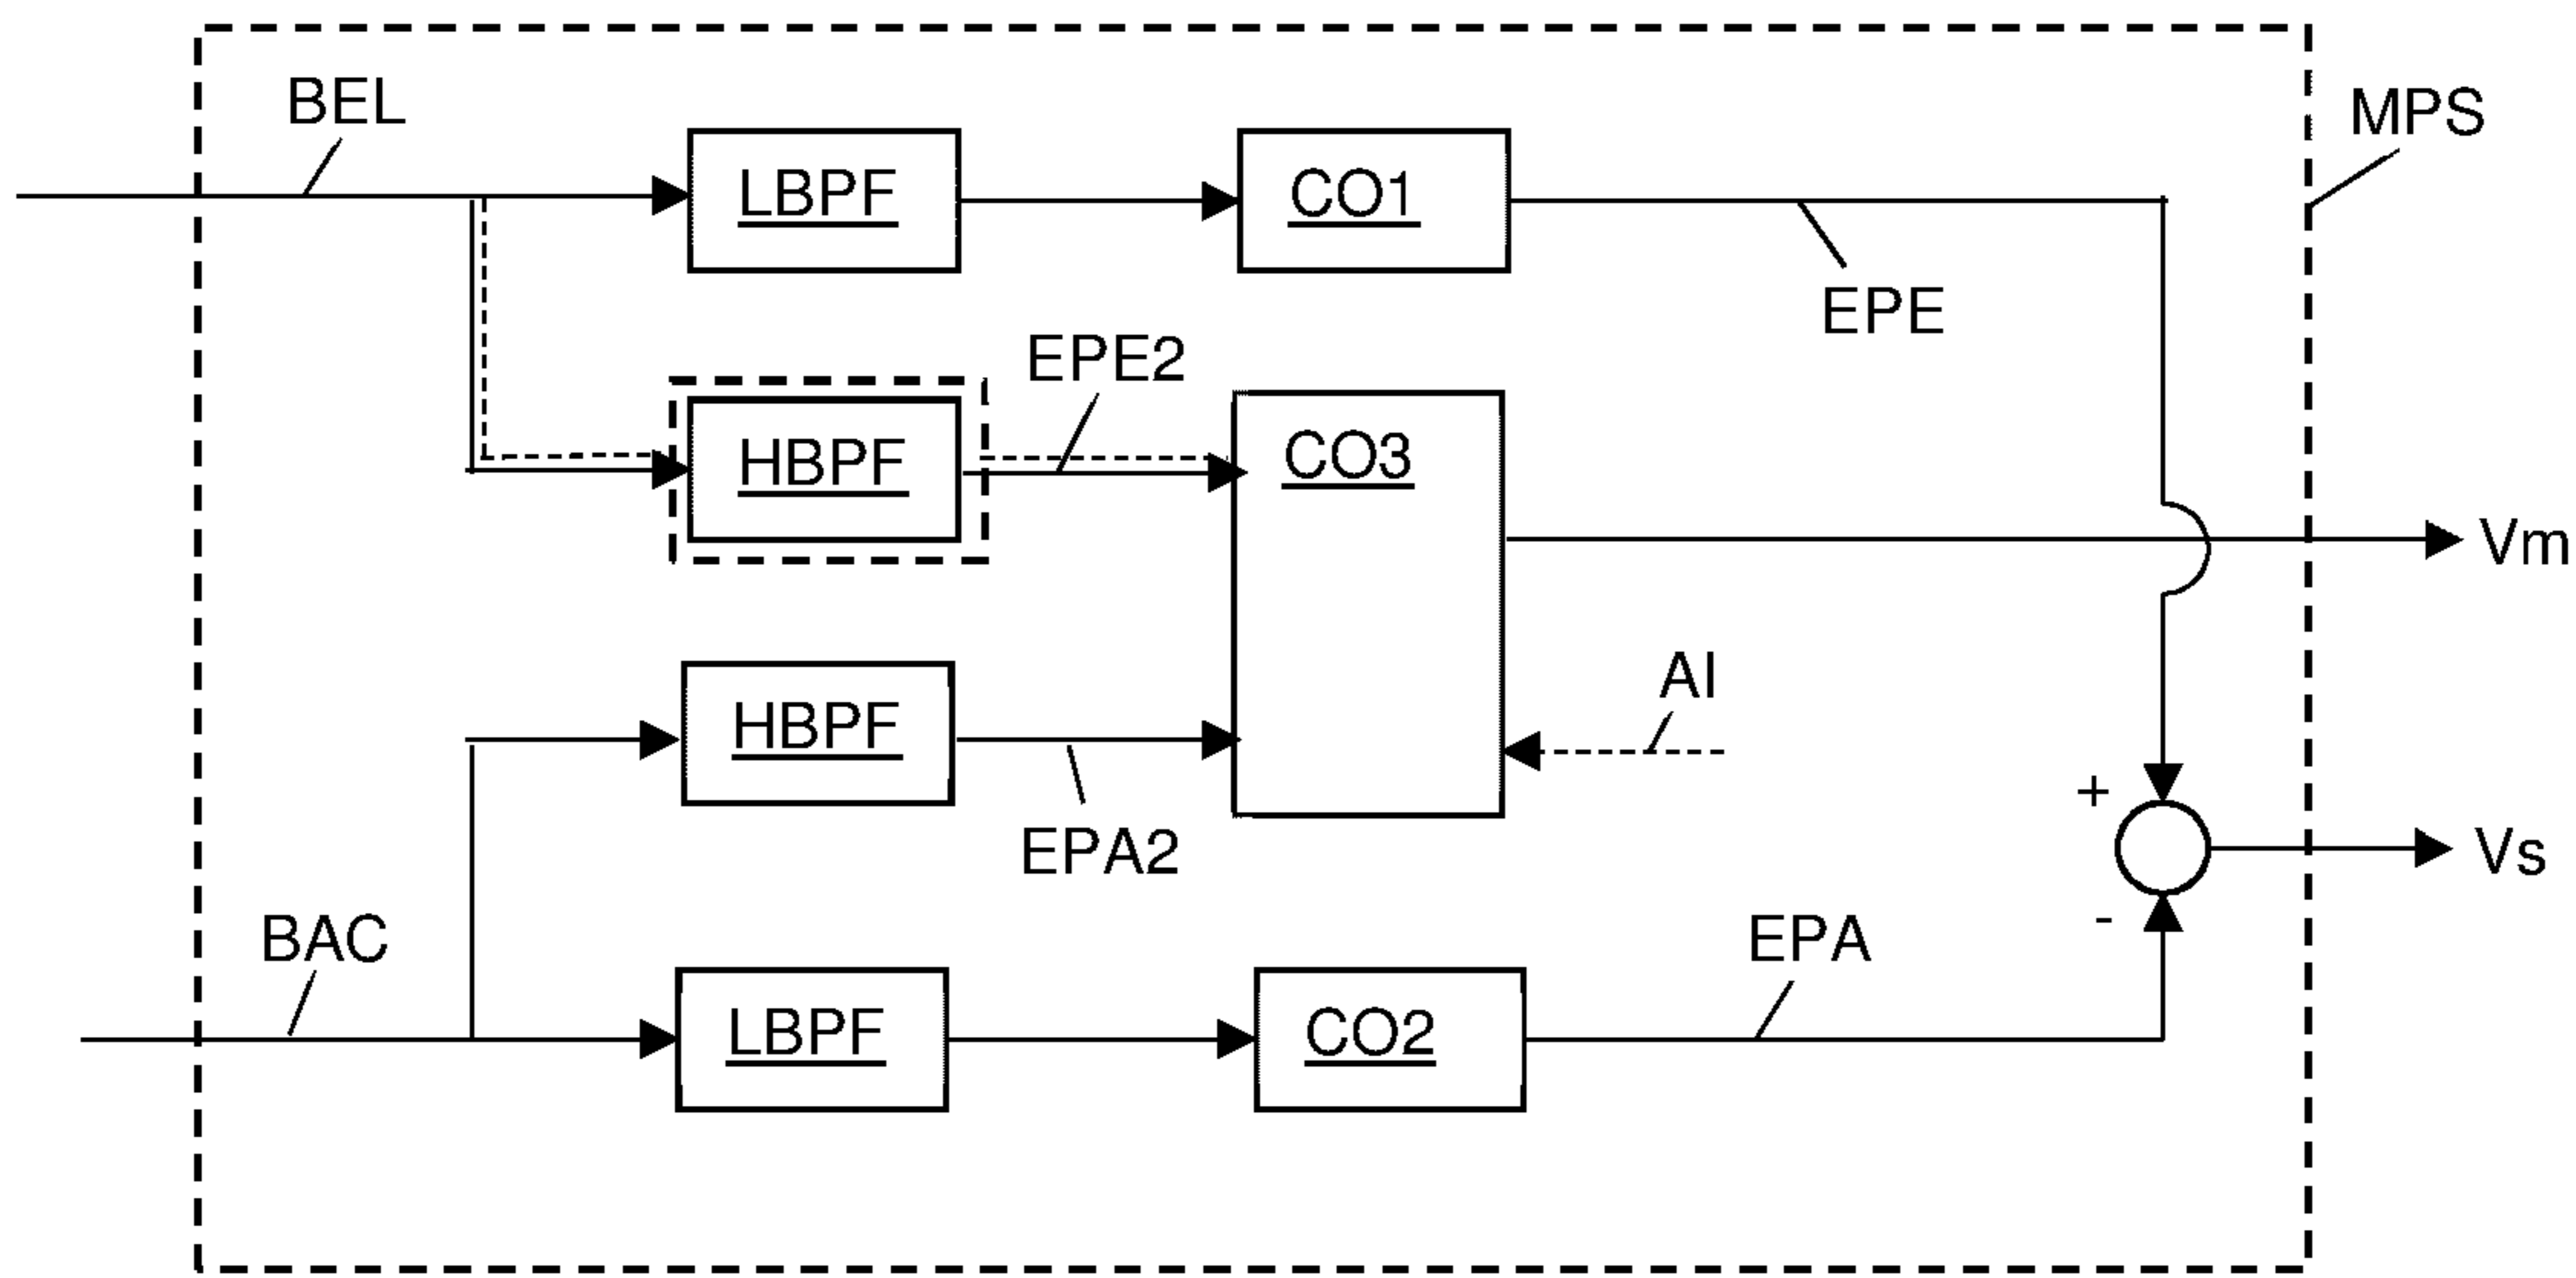 BEL
MPS
LBPF
CO1
EPE
EPE2
HBPF
CO3
Vm
AI
HBPF
EPA2
+
Vs
-
BAC
EPA
LBPF
CO2